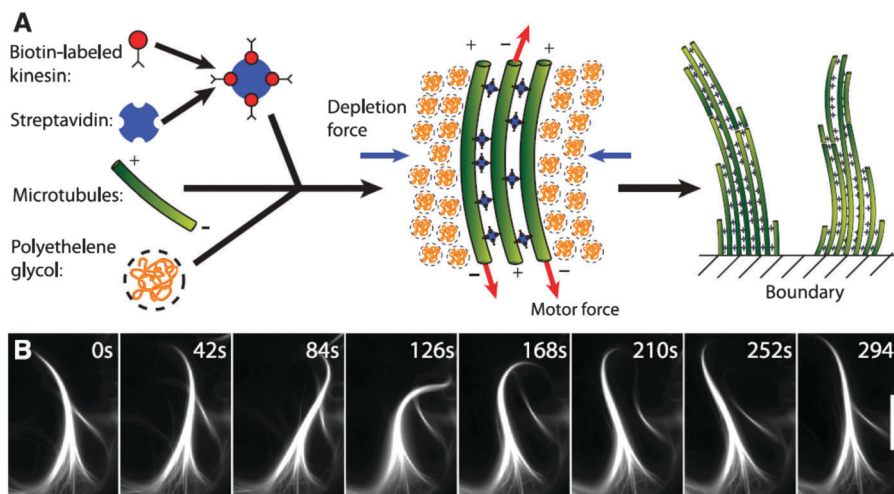 A
Biotin-labeled
kinesin:
Streptavidin:
+
Microtubules:
-
Polyethelene
glycol:
Depletion
force
+ - +
- + -
Motor force
Boundary
B
0s 42s 84s 126s 168s 210s 252s 294